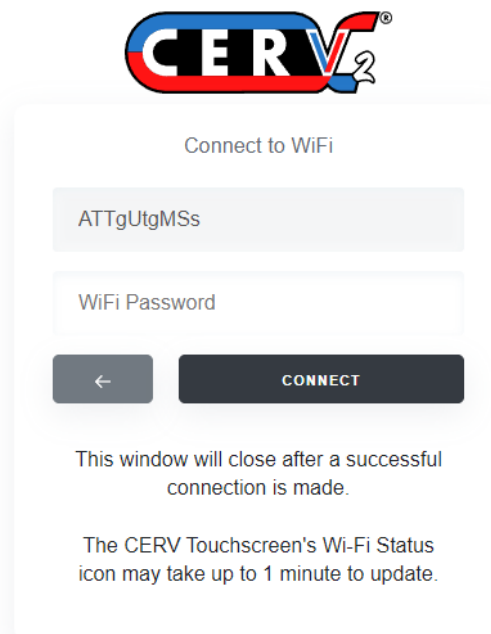 CERV2®
Connect to WiFi
ATTgUtgMSs
WiFi Password
←
CONNECT
This window will close after a successful
connection is made.
The CERV Touchscreen's Wi-Fi Status
icon may take up to 1 minute to update.